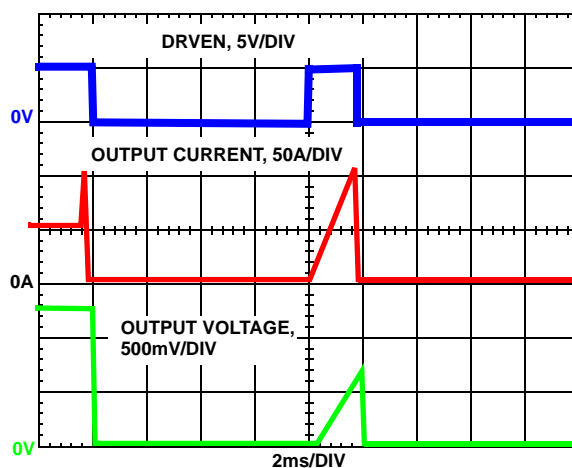 DRVEN, 5V/DIV
0V
OUTPUT CURRENT, 50A/DIV
0A
OUTPUT VOLTAGE,
500mV/DIV
0V
2ms/DIV